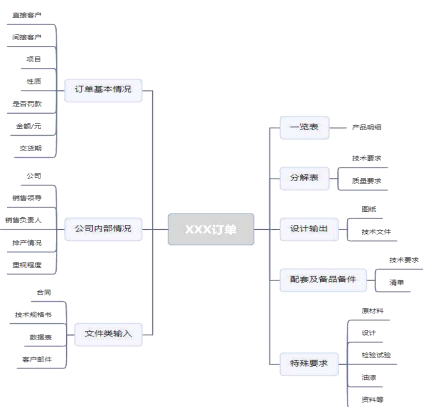 直接客户
间接客户
项目
性质
是否罚款
金额/元
交货期
订单基本情况
公司
销售领导
销售负责人
排产情况
重视程度
公司内部情况
合同
技术规格书
数据表
客户邮件
文件类输入
XXX订单
一览表
产品明细
分解表
技术要求
质量要求
设计输出
图纸
技术文件
配套及备品备件
技术要求
清单
特殊要求
原材料
设计
检验试验
油漆
资料等